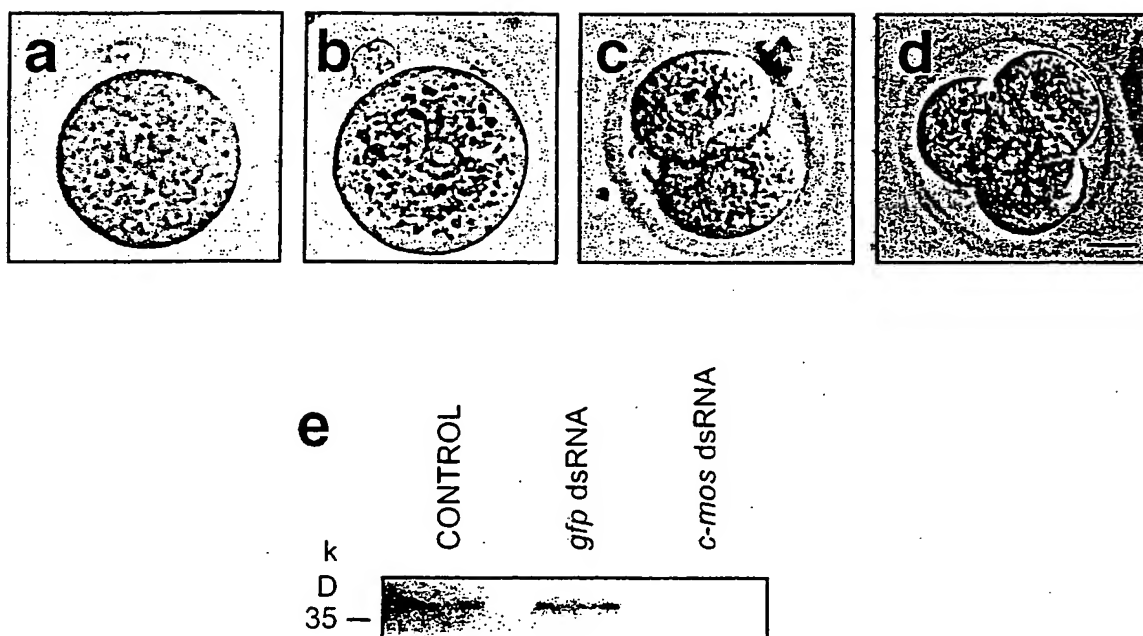 a b c d
e
CONTROL
gfp dsRNA
c-mos dsRNA
k
D
35